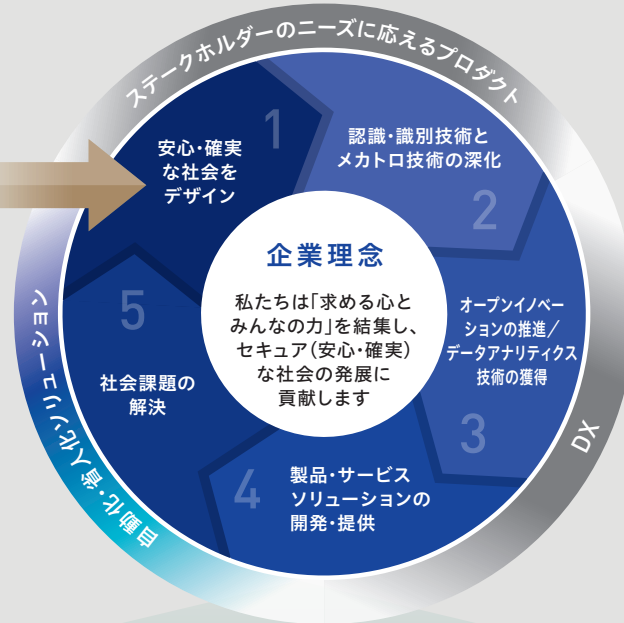 ステークホルダーのニーズに応えるプロダクト
1
安心・確実
な社会を
デザイン
認識・識別技術と
メカトロ技術の深化
2
オープンイノベー
ションの推進／
データアナリティクス
技術の獲得
3
DX
4
製品・サービス
ソリューションの
開発・提供
5
社会課題の
解決
自動化・省人化ソリューション
企業理念
私たちは「求める心と
みんなの力」を結集し、
セキュア（安心・確実）
な社会の発展に
貢献します